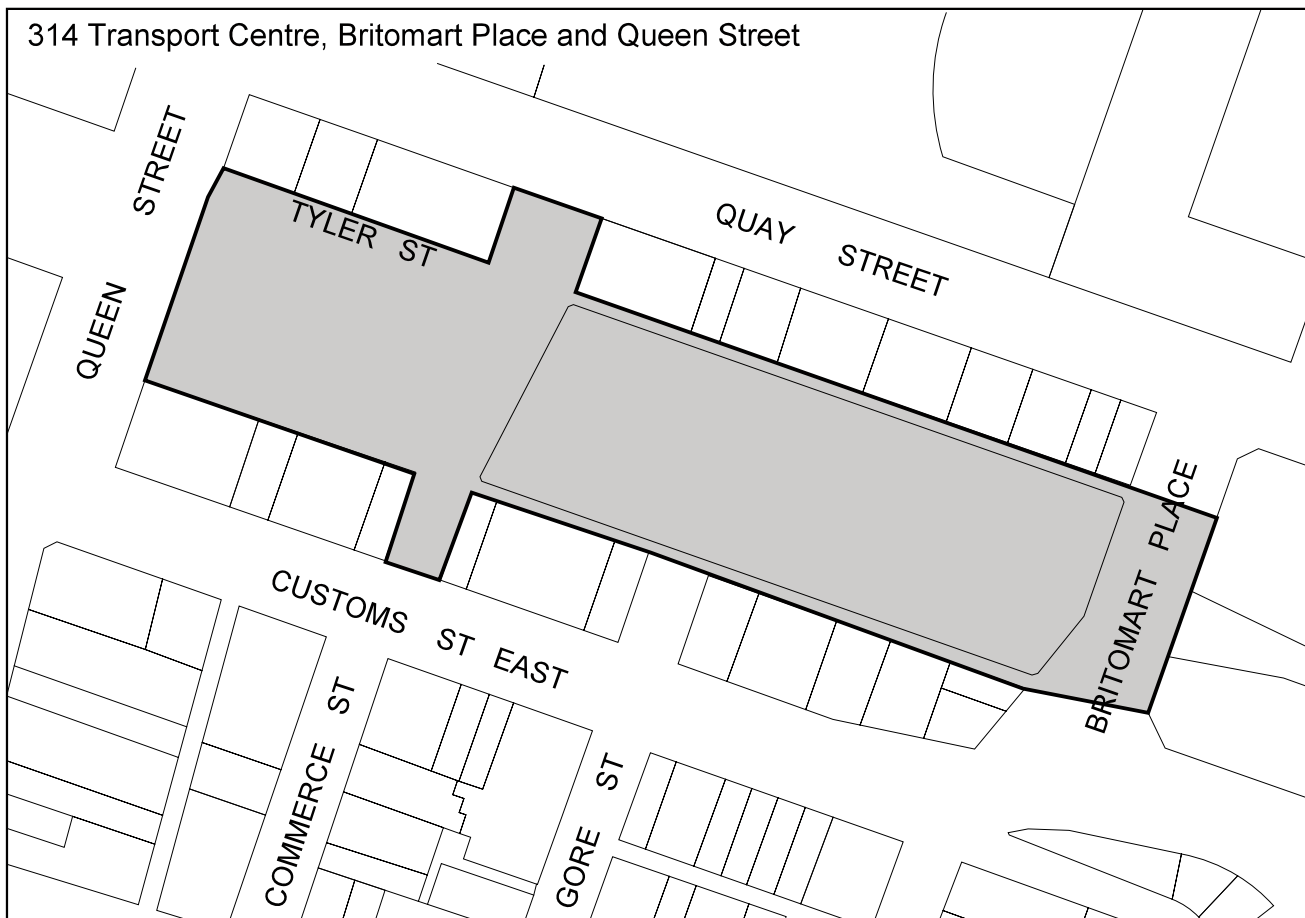 314 Transport Centre, Britomart Place and Queen Street
QUEEN STREET
TYLER ST
QUAY STREET
BRITOMART PLACE
CUSTOMS ST EAST
COMMERCE ST
GORE ST